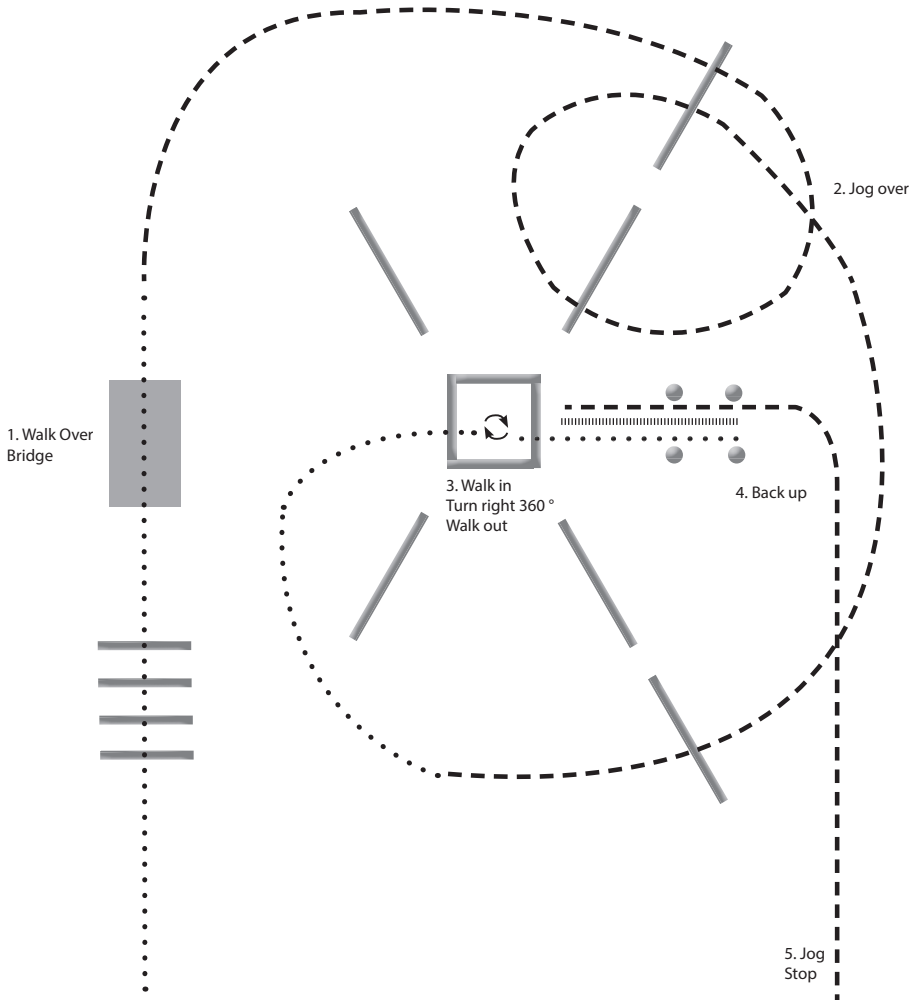 2. Jog over
1. Walk Over
Bridge
3. Walk in
Turn right 360 °
Walk out
4. Back up
5. Jog
Stop